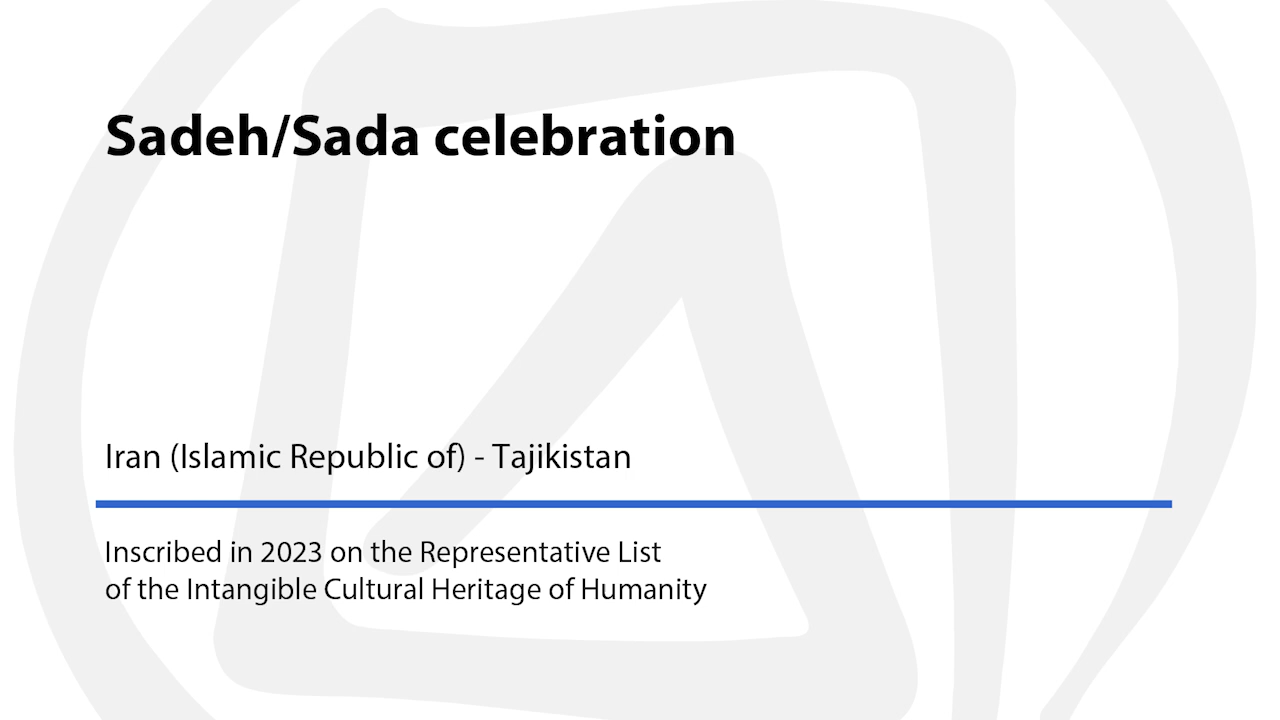 Sadeh/Sada celebration
Iran (Islamic Republic of) - Tajikistan
Inscribed in 2023 on the Representative List
of the Intangible Cultural Heritage of Humanity